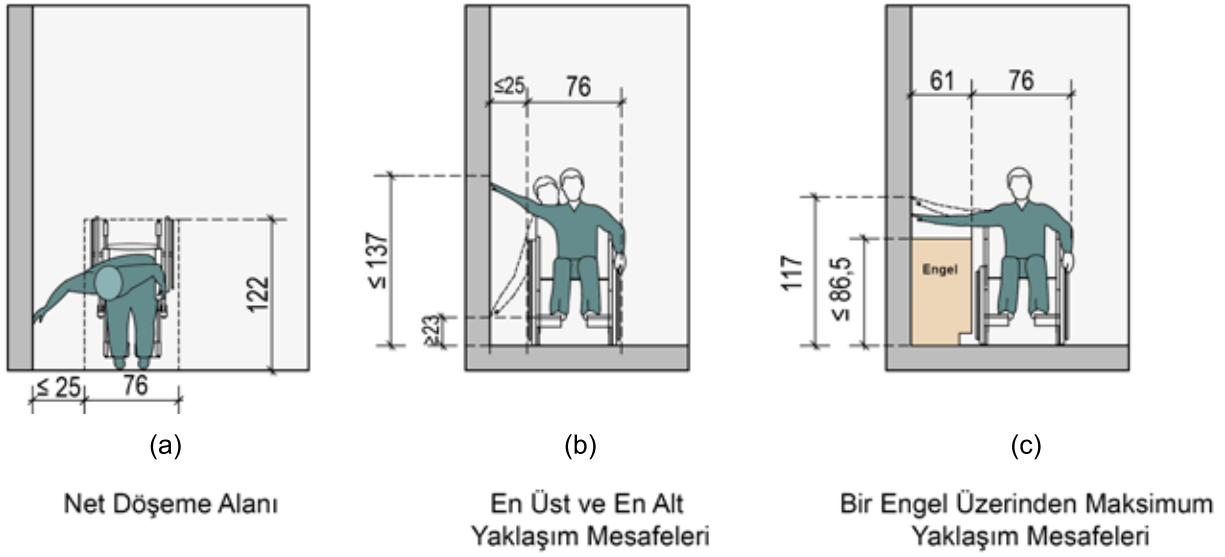 ≤ 25
76
122
(a)
Net Döşeme Alanı
≤25
76
≤ 137
≥23
(b)
En Üst ve En Alt
Yaklaşım Mesafeleri
61
76
117
≤ 86,5
Engel
(c)
Bir Engel Üzerinden Maksimum
Yaklaşım Mesafeleri